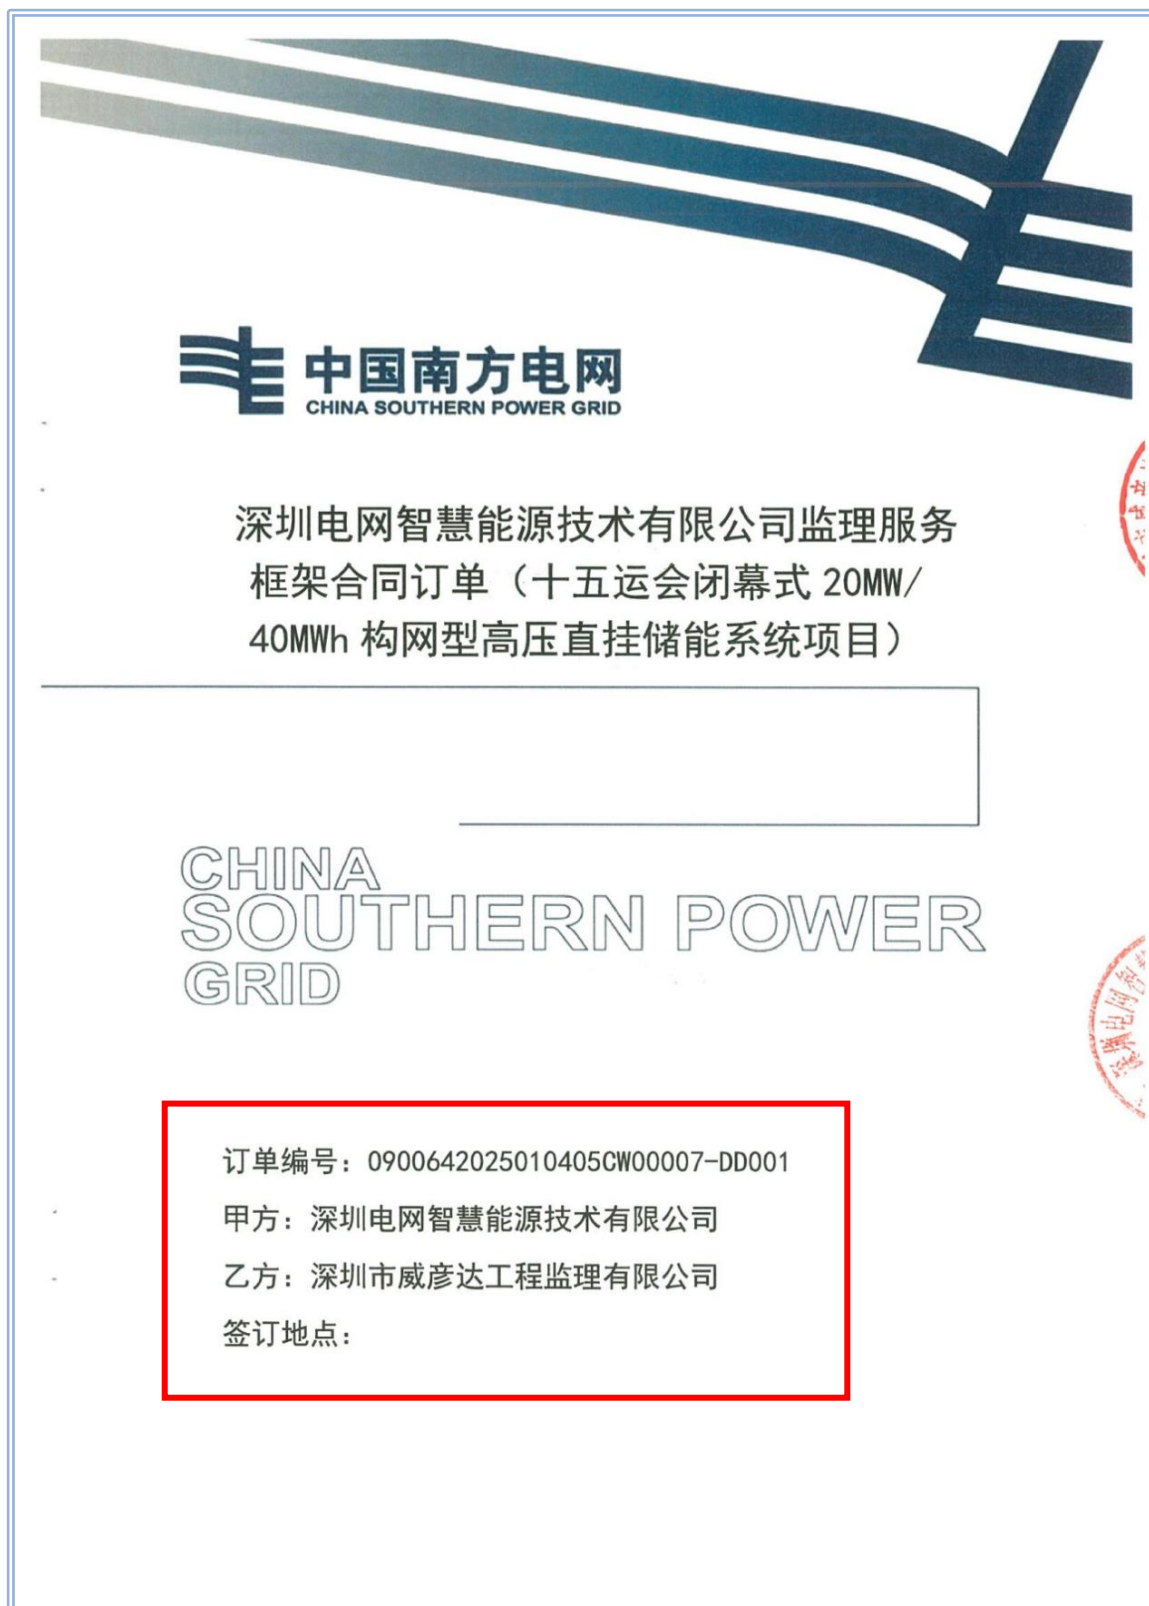 中国南方电网
CHINA SOUTHERN POWER GRID
深圳电网智慧能源技术有限公司监理服务
框架合同订单（十五运会闭幕式 20MW/
40MWh 构网型高压直挂储能系统项目）
CHINA
SOUTHERN POWER
GRID
深圳电网智
订单编号：0900642025010405CW00007-DD001
甲方：深圳电网智慧能源技术有限公司
乙方：深圳市威彦达工程监理有限公司
签订地点：